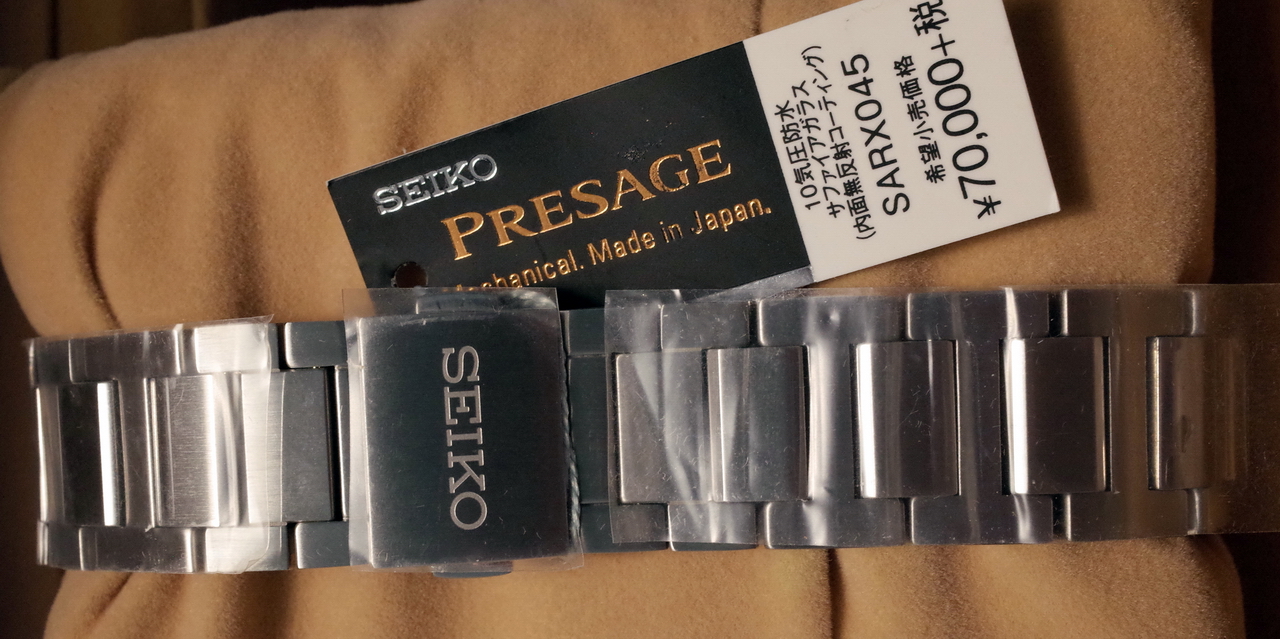 SEIKO
PRESAGE
Mechanical. Made in Japan.
10気圧防水
サファイアガラス
(内面無反射コーティング)
SARX045
希望小売価格
¥70,000+税
SEIKO